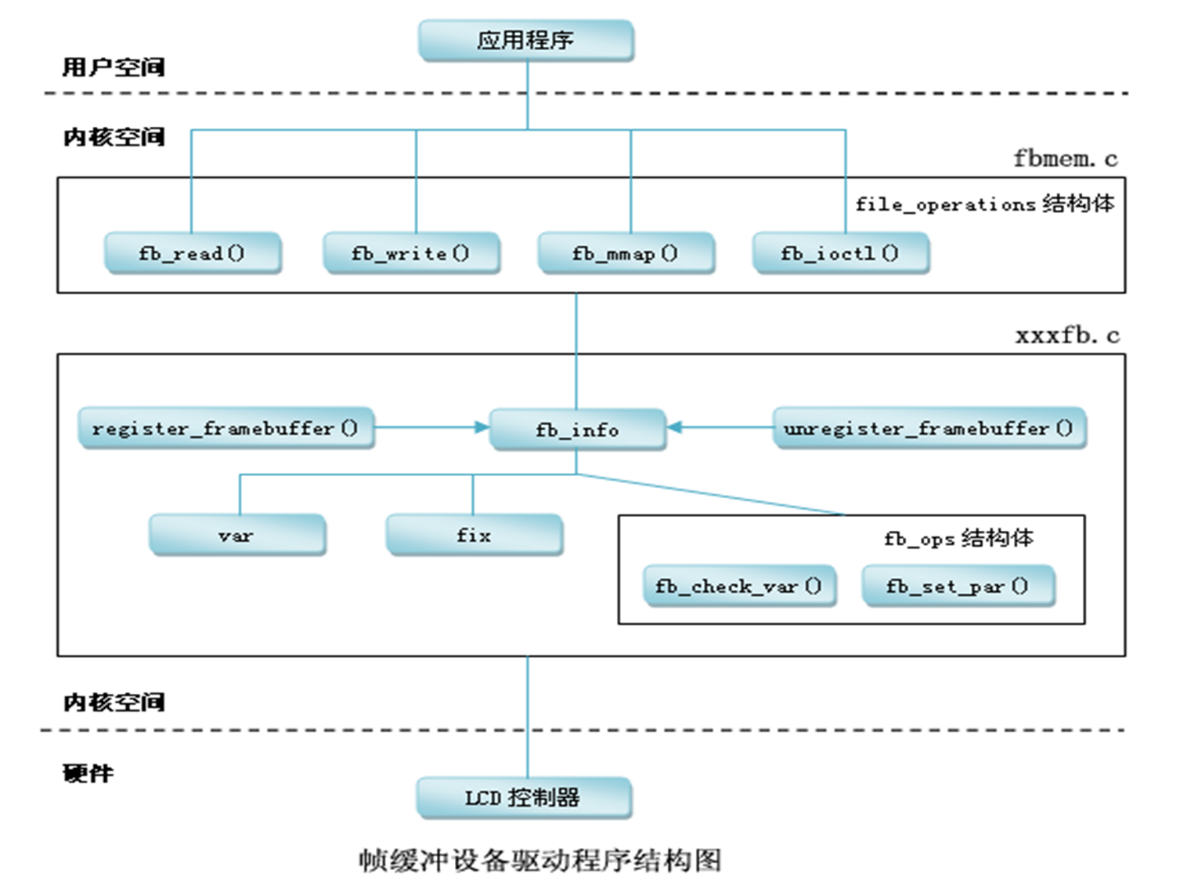 应用程序
用户空间
内核空间
fbmem.c
file_operations 结构体
fb_read()
fb_write()
fb_mmap()
fb_ioctl()
xxxfb.c
register_framebuffer()
fb_info
unregister_framebuffer()
var
fix
fb_ops 结构体
fb_check_var()
fb_set_par()
内核空间
硬件
LCD 控制器
帧缓冲设备驱动程序结构图